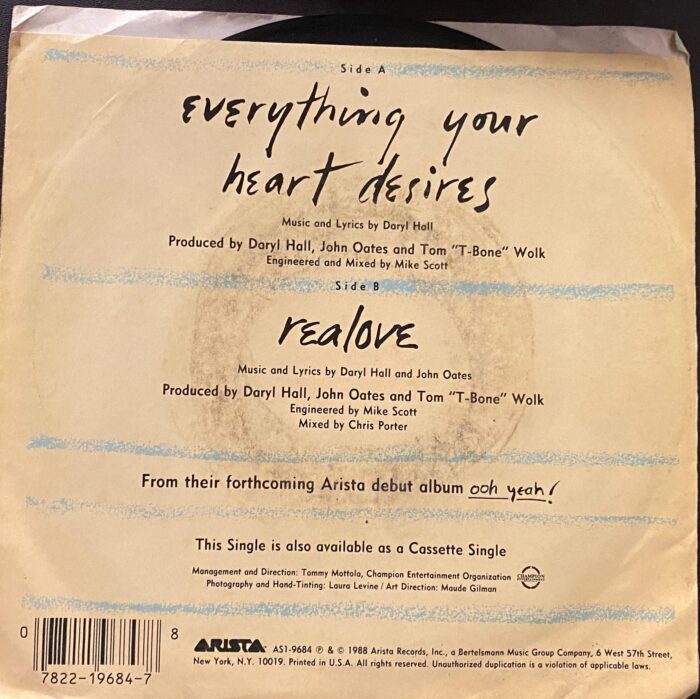 Side A
everything your
heart desires
Music and Lyrics by Daryl Hall
Produced by Daryl Hall, John Oates and Tom "T-Bone" Wolk
Engineered and Mixed by Mike Scott
Side B
realove
Music and Lyrics by Daryl Hall and John Oates
Produced by Daryl Hall, John Oates and Tom "T-Bone" Wolk
Engineered by Mike Scott
Mixed by Chris Porter
From their forthcoming Arista debut album ooh yeah!
This Single is also available as a Cassette Single
Management and Direction: Tommy Mottola, Champion Entertainment Organization
CHAMPION
Photography and Hand-Tinting: Laura Levine / Art Direction: Maude Gilman
0
8
7822-19684-7
ARISTA AS1-9684 ℗ & © 1988 Arista Records, Inc., a Bertelsmann Music Group Company, 6 West 57th Street,
New York, N.Y. 10019. Printed in U.S.A. All rights reserved. Unauthorized duplication is a violation of applicable laws.